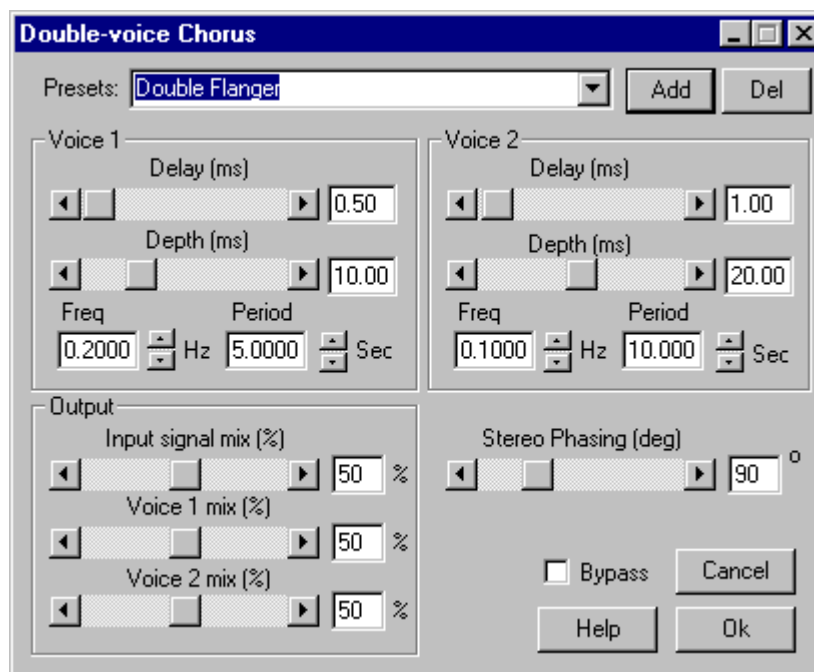 Double-voice Chorus
Presets: Double Flanger Add Del
Voice 1
Delay (ms)
0.50
Depth (ms)
10.00
Freq Period
0.2000 Hz 5.0000 Sec
Voice 2
Delay (ms)
1.00
Depth (ms)
20.00
Freq Period
0.1000 Hz 10.000 Sec
Output
Input signal mix (%)
50 %
Voice 1 mix (%)
50 %
Voice 2 mix (%)
50 %
Stereo Phasing (deg)
90 º
Bypass Cancel
Help Ok